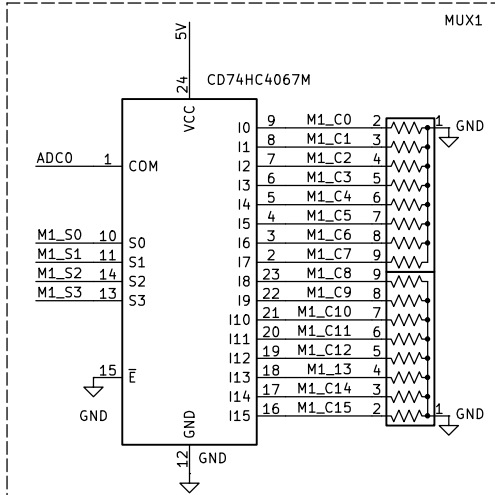 MUX1
5V
CD74HC4067M
24
VCC
I0 9 M1_C0 2 1 GND
I1 8 M1_C1 3
ADC0 1 COM I2 7 M1_C2 4
I3 6 M1_C3 5
I4 5 M1_C4 6
I5 4 M1_C5 7
M1_S0 10 S0 I6 3 M1_C6 8
M1_S1 11 S1 I7 2 M1_C7 9
M1_S2 14 S2 I8 23 M1_C8 9
M1_S3 13 S3 I9 22 M1_C9 8
I10 21 M1_C10 7
I11 20 M1_C11 6
I12 19 M1_C12 5
15 E I13 18 M1_13 4
I14 17 M1_C14 3
GND I15 16 M1_C15 2 1 GND
GND
12 GND